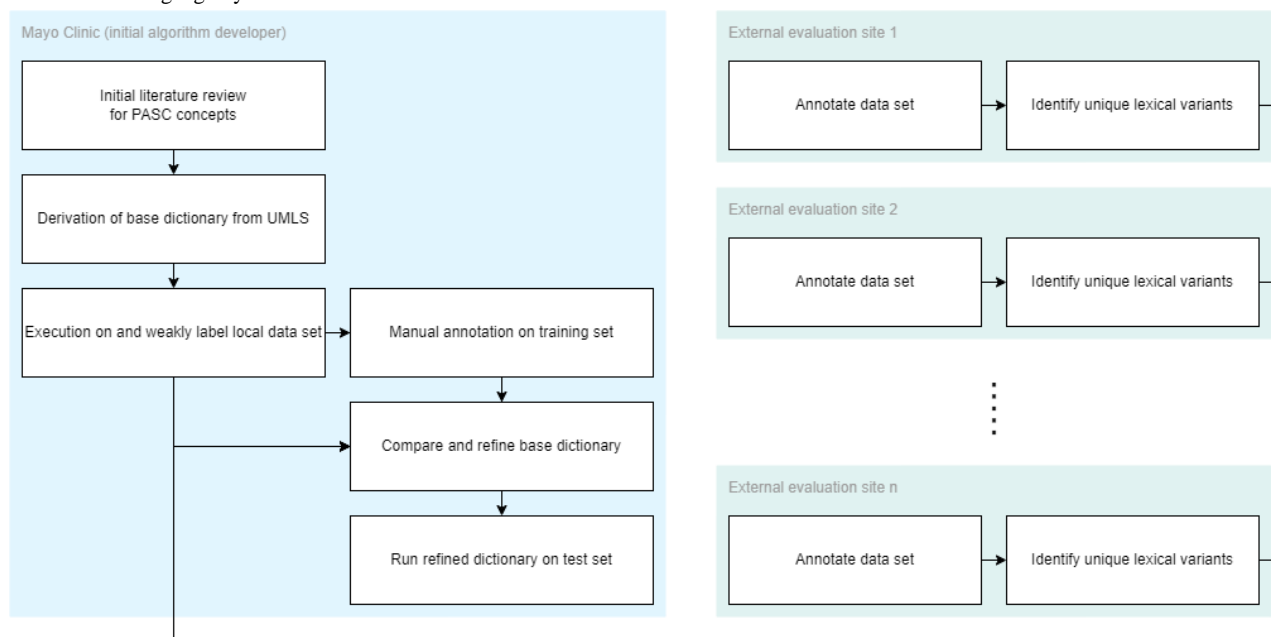 Mayo Clinic (initial algorithm developer)
Initial literature review
for PASC concepts
Derivation of base dictionary from UMLS
Execution on and weakly label local data set
Manual annotation on training set
Compare and refine base dictionary
Run refined dictionary on test set
External evaluation site 1
Annotate data set
Identify unique lexical variants
External evaluation site 2
Annotate data set
Identify unique lexical variants
External evaluation site n
Annotate data set
Identify unique lexical variants